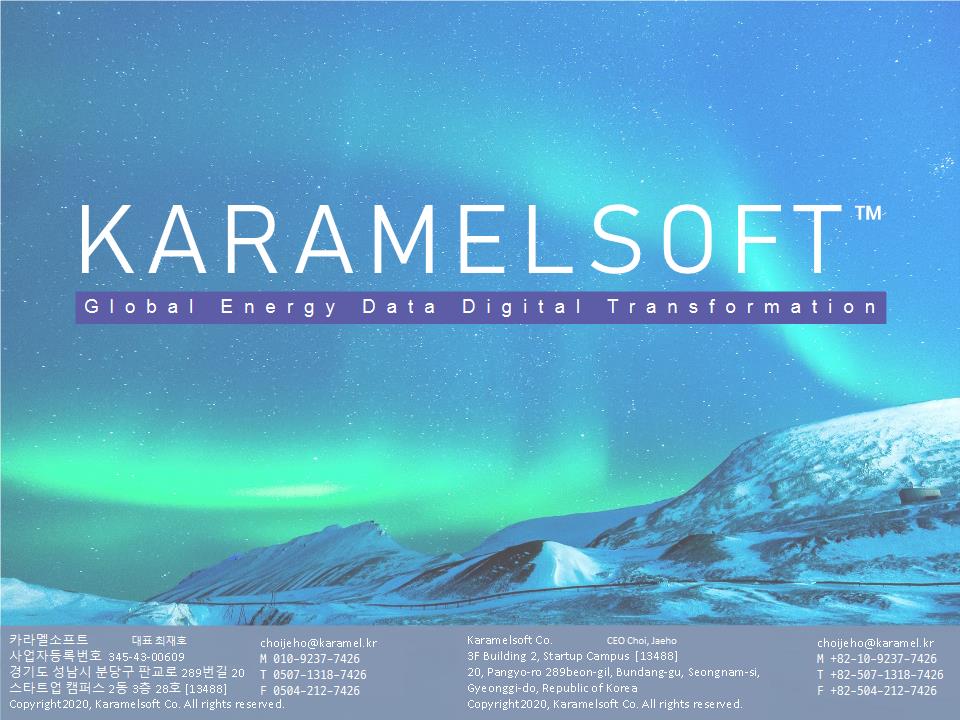 KARAMELSOFT™
Global Energy Data Digital Transformation
카라멜소프트 대표 최재호
사업자등록번호 345-43-00609
경기도 성남시 분당구 판교로 289번길 20
스타트업 캠퍼스 2동 3층 28호 [13488]
Copyright2020, Karamelsoft Co. All rights reserved.
choijeho@karamel.kr
M 010-9237-7426
T 0507-1318-7426
F 0504-212-7426
Karamelsoft Co. CEO Choi, Jaeho
3F Building 2, Startup Campus [13488]
20, Pangyo-ro 289beon-gil, Bundang-gu, Seongnam-si,
Gyeonggi-do, Republic of Korea
Copyright2020, Karamelsoft Co. All rights reserved.
choijeho@karamel.kr
M +82-10-9237-7426
T +82-507-1318-7426
F +82-504-212-7426